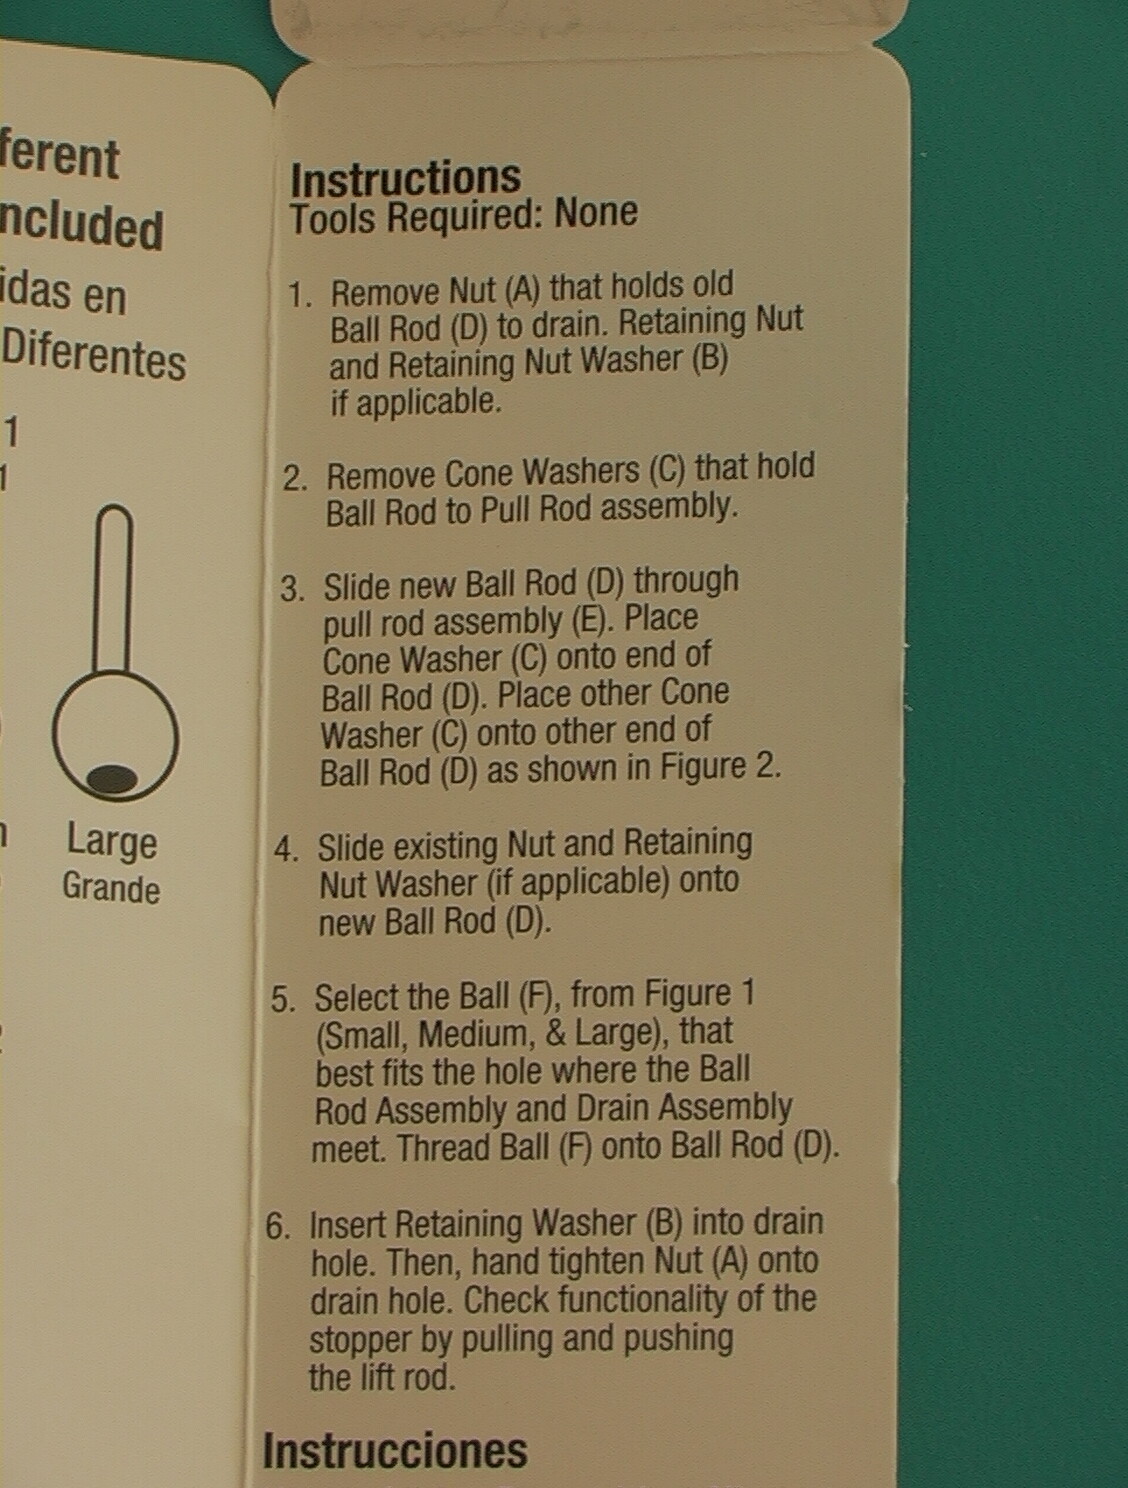 ferent
ncluded
idas en
Diferentes
1
1
Large
Grande
Instructions
Tools Required: None
1. Remove Nut (A) that holds old
Ball Rod (D) to drain. Retaining Nut
and Retaining Nut Washer (B)
if applicable.
2. Remove Cone Washers (C) that hold
Ball Rod to Pull Rod assembly.
3. Slide new Ball Rod (D) through
pull rod assembly (E). Place
Cone Washer (C) onto end of
Ball Rod (D). Place other Cone
Washer (C) onto other end of
Ball Rod (D) as shown in Figure 2.
4. Slide existing Nut and Retaining
Nut Washer (if applicable) onto
new Ball Rod (D).
5. Select the Ball (F), from Figure 1
(Small, Medium, & Large), that
best fits the hole where the Ball
Rod Assembly and Drain Assembly
meet. Thread Ball (F) onto Ball Rod (D).
6. Insert Retaining Washer (B) into drain
hole. Then, hand tighten Nut (A) onto
drain hole. Check functionality of the
stopper by pulling and pushing
the lift rod.
Instrucciones